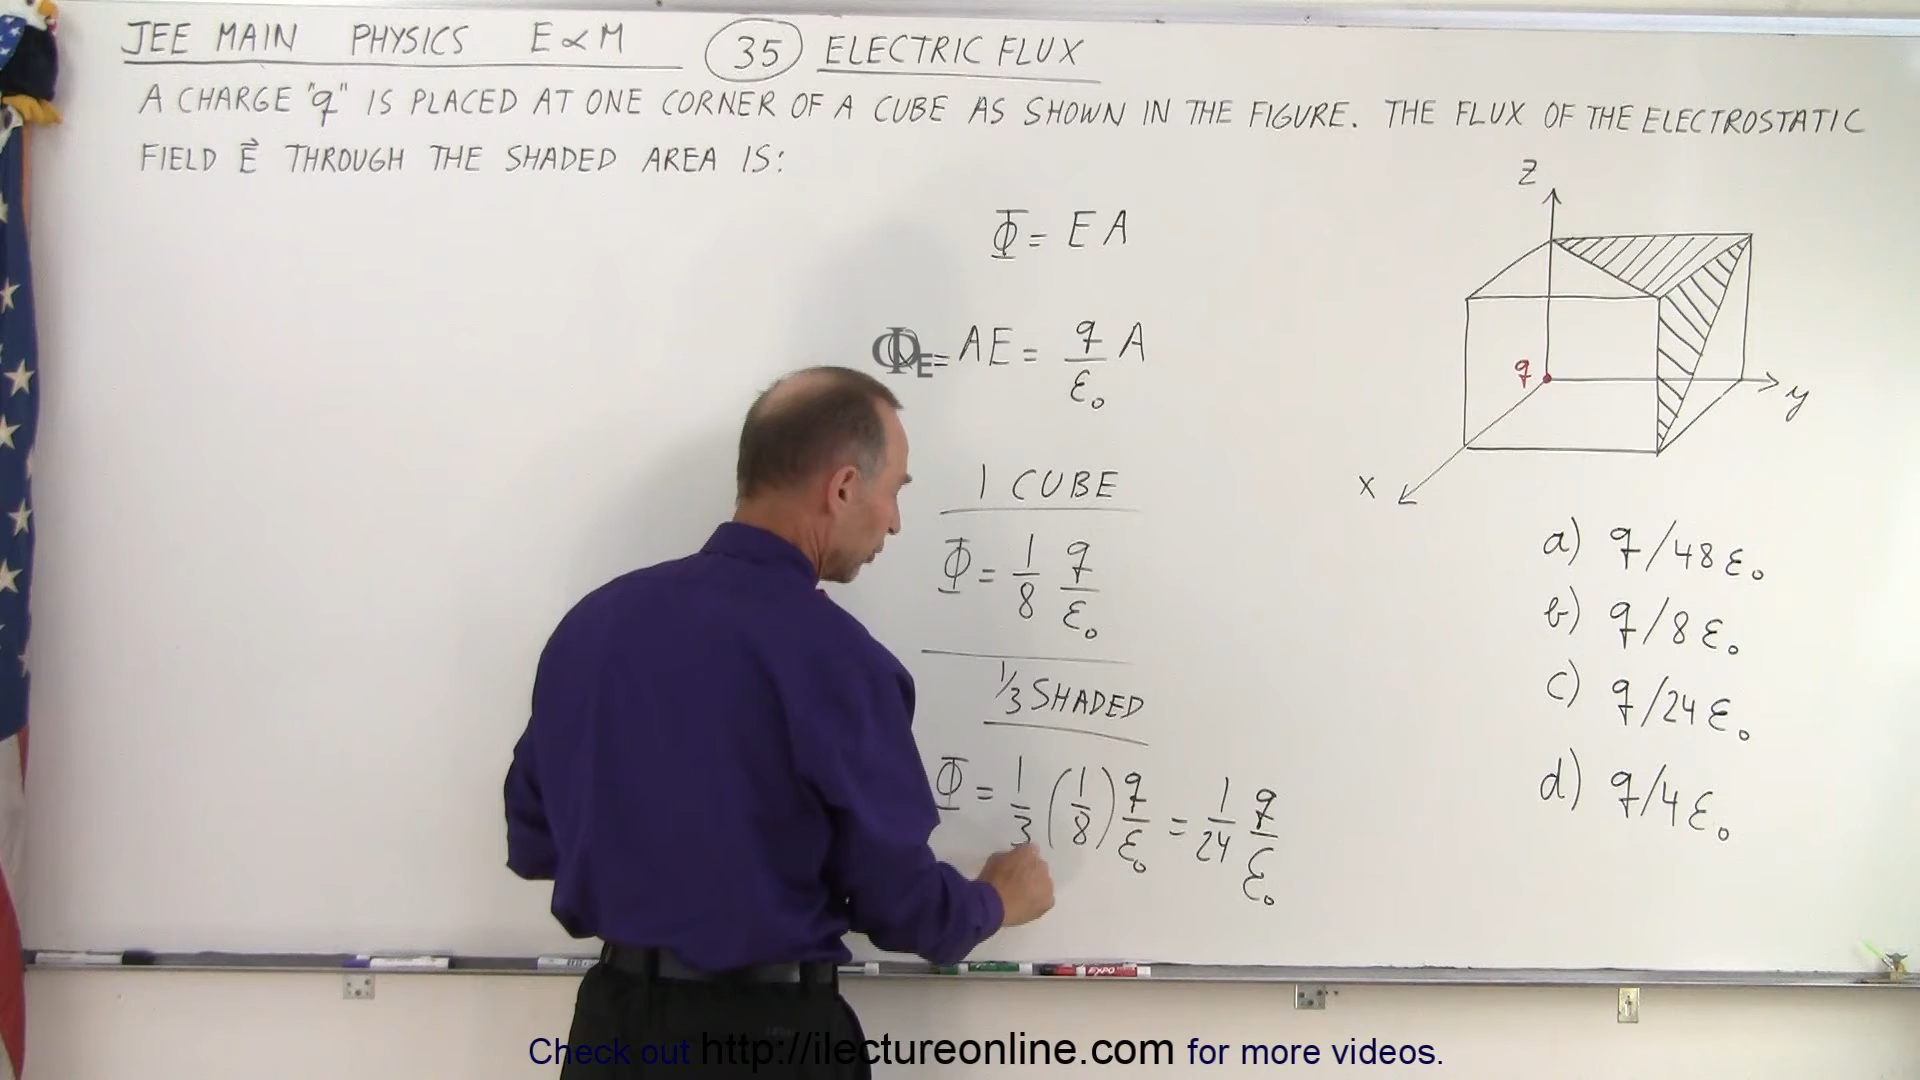 JEE MAIN PHYSICS E∝M 35 ELECTRIC FLUX
A CHARGE "q" IS PLACED AT ONE CORNER OF A CUBE AS SHOWN IN THE FIGURE. THE FLUX OF THE ELECTROSTATIC
FIELD E⃗ THROUGH THE SHADED AREA IS:
Φ = EA
Φ_E = AE = q/ε₀ A
1 CUBE
Φ = 1/8 q/ε₀
1/3 SHADED
Φ = 1/3 (1/8) q/ε₀ = 1/24 q/ε₀
z
q
y
x
a) q/48ε₀
b) q/8ε₀
c) q/24ε₀
d) q/4ε₀
EXPO
Check out http://ilectureonline.com for more videos.